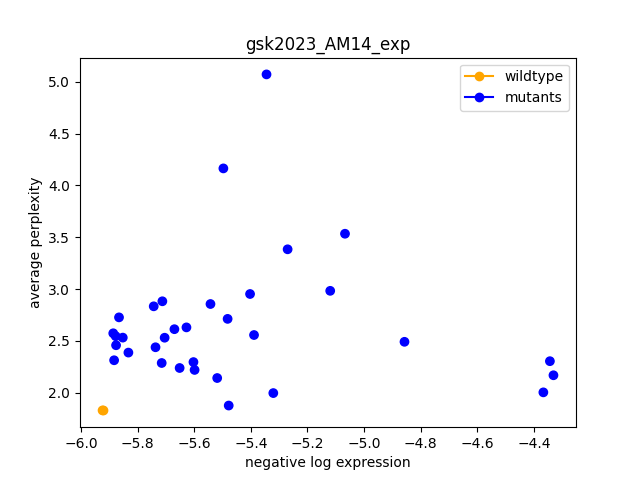 gsk2023_AM14_exp
wildtype
mutants
5.0
4.5
4.0
3.5
3.0
2.5
2.0
average perplexity
−6.0 −5.8 −5.6 −5.4 −5.2 −5.0 −4.8 −4.6 −4.4
negative log expression